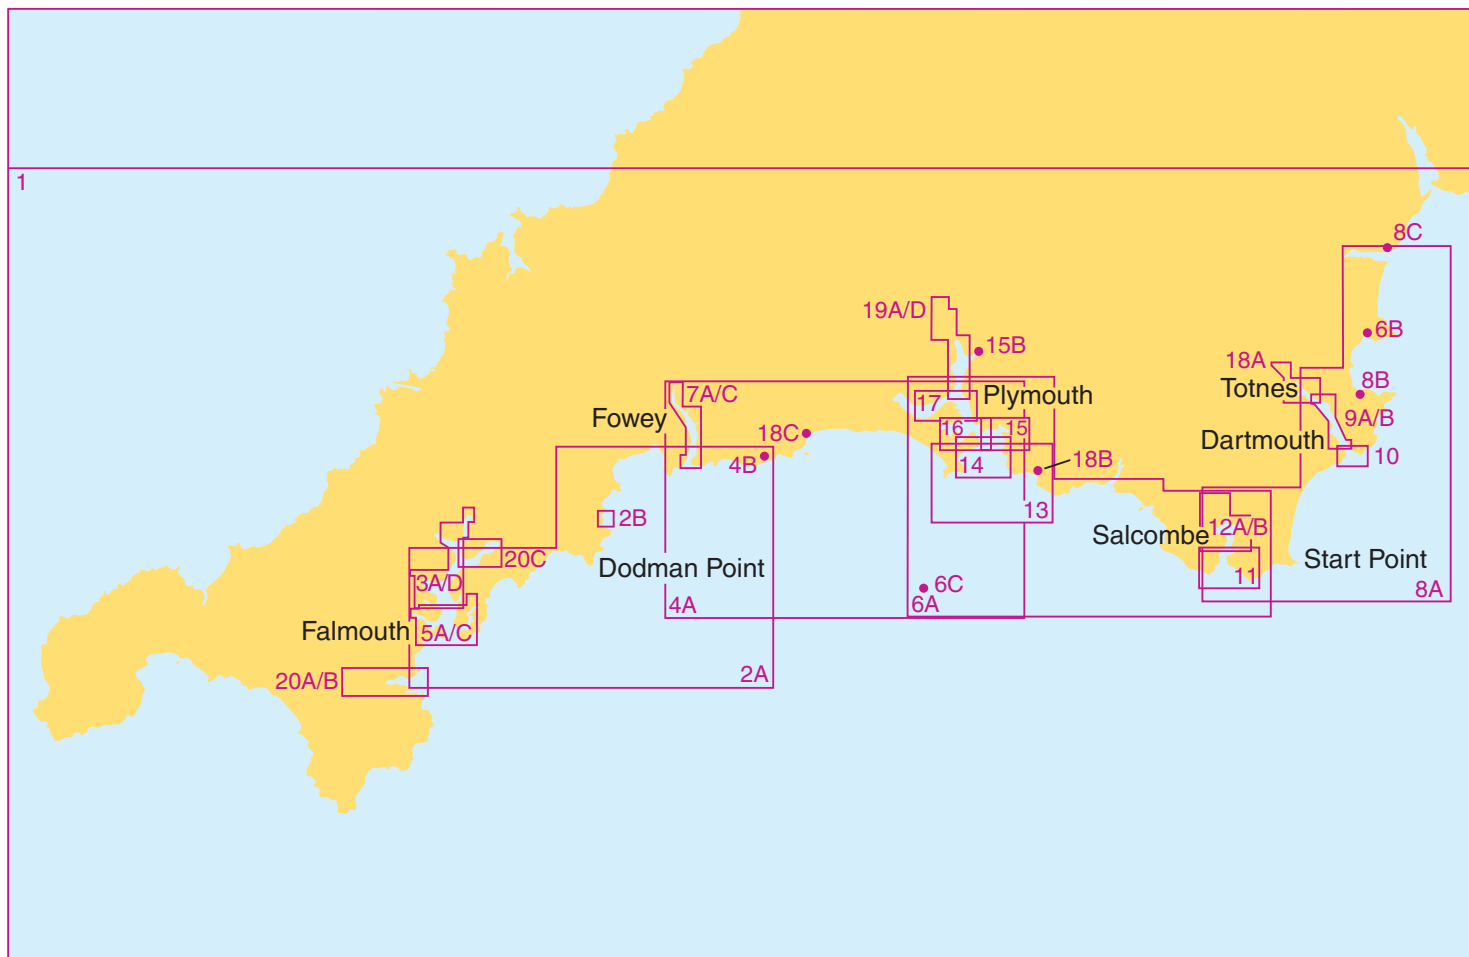 1
8C
19A/D
6B
15B
18A
Totnes
8B
7A/C
Plymouth
17
9A/B
Fowey
16
15
18C
Dartmouth
4B
14
18B
10
13
2B
12A/B
Salcombe
20C
Dodman Point
Start Point
3A/D
11
6C
8A
4A
6A
Falmouth
5A/C
20A/B
2A